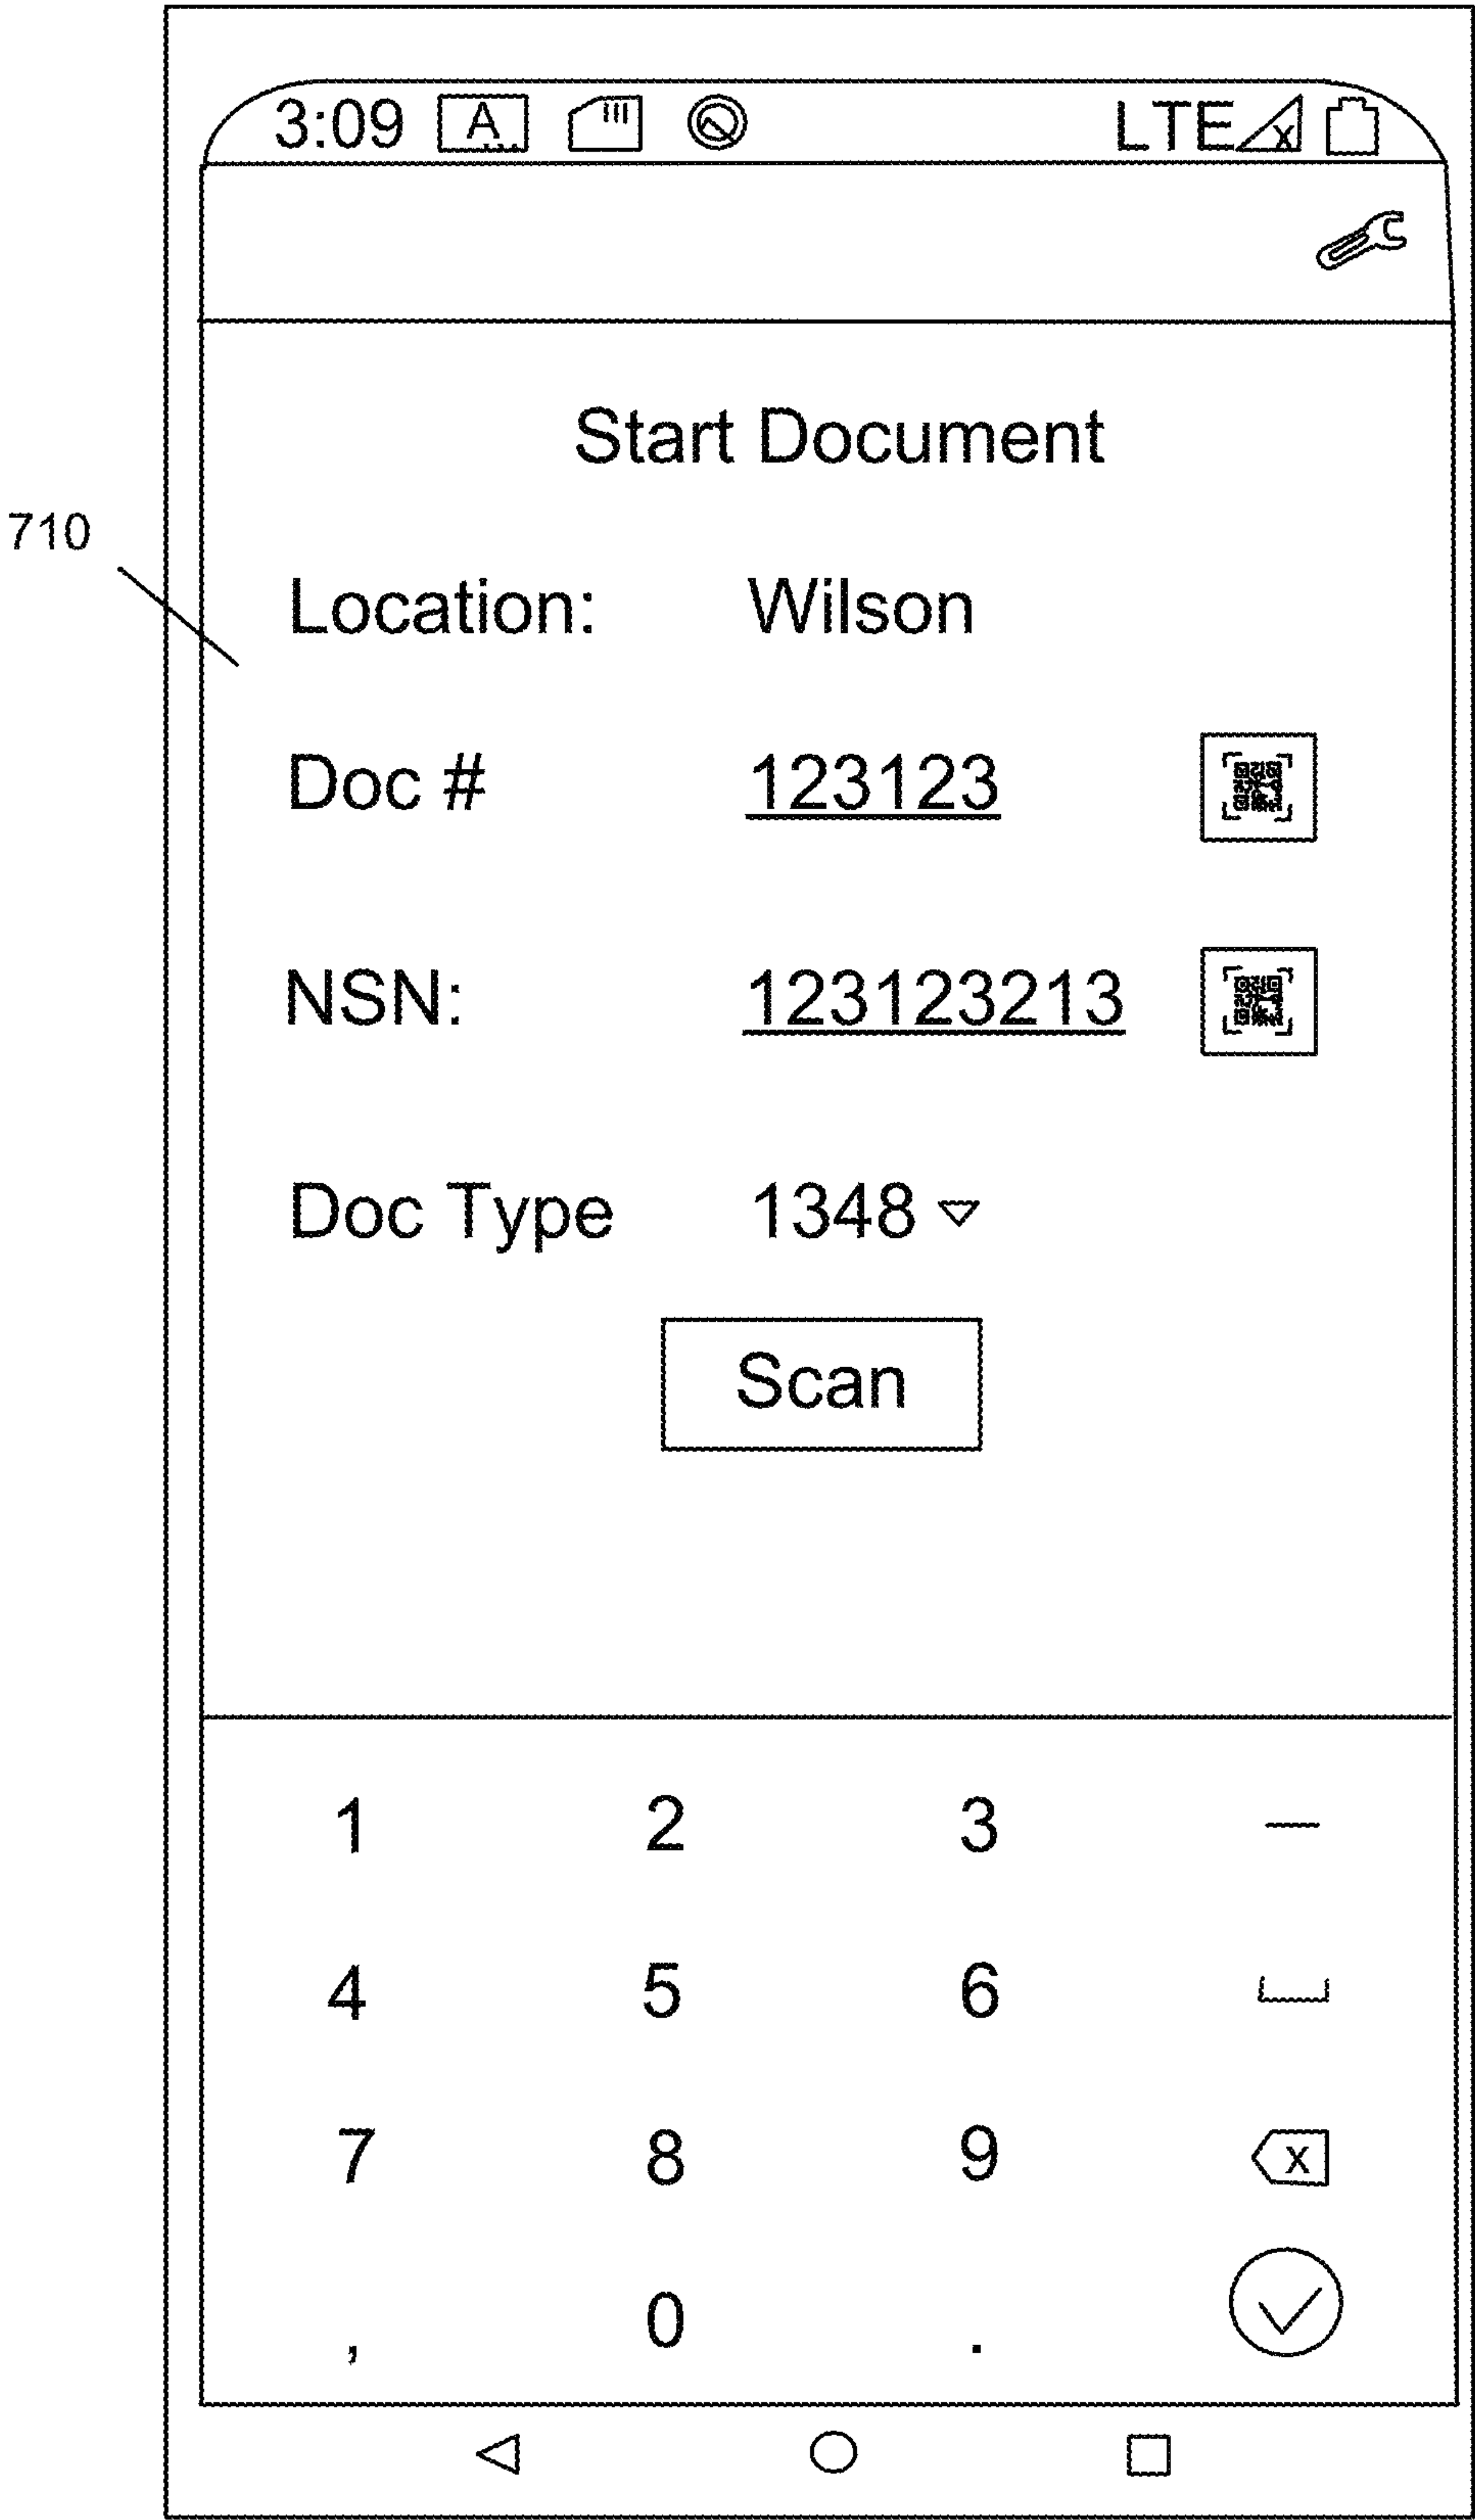 3:09 A... LTE x
Start Document
710
Location: Wilson
Doc # 123123
NSN: 123123213
Doc Type 1348
Scan
1 2 3 —
4 5 6
7 8 9 x
, 0 .